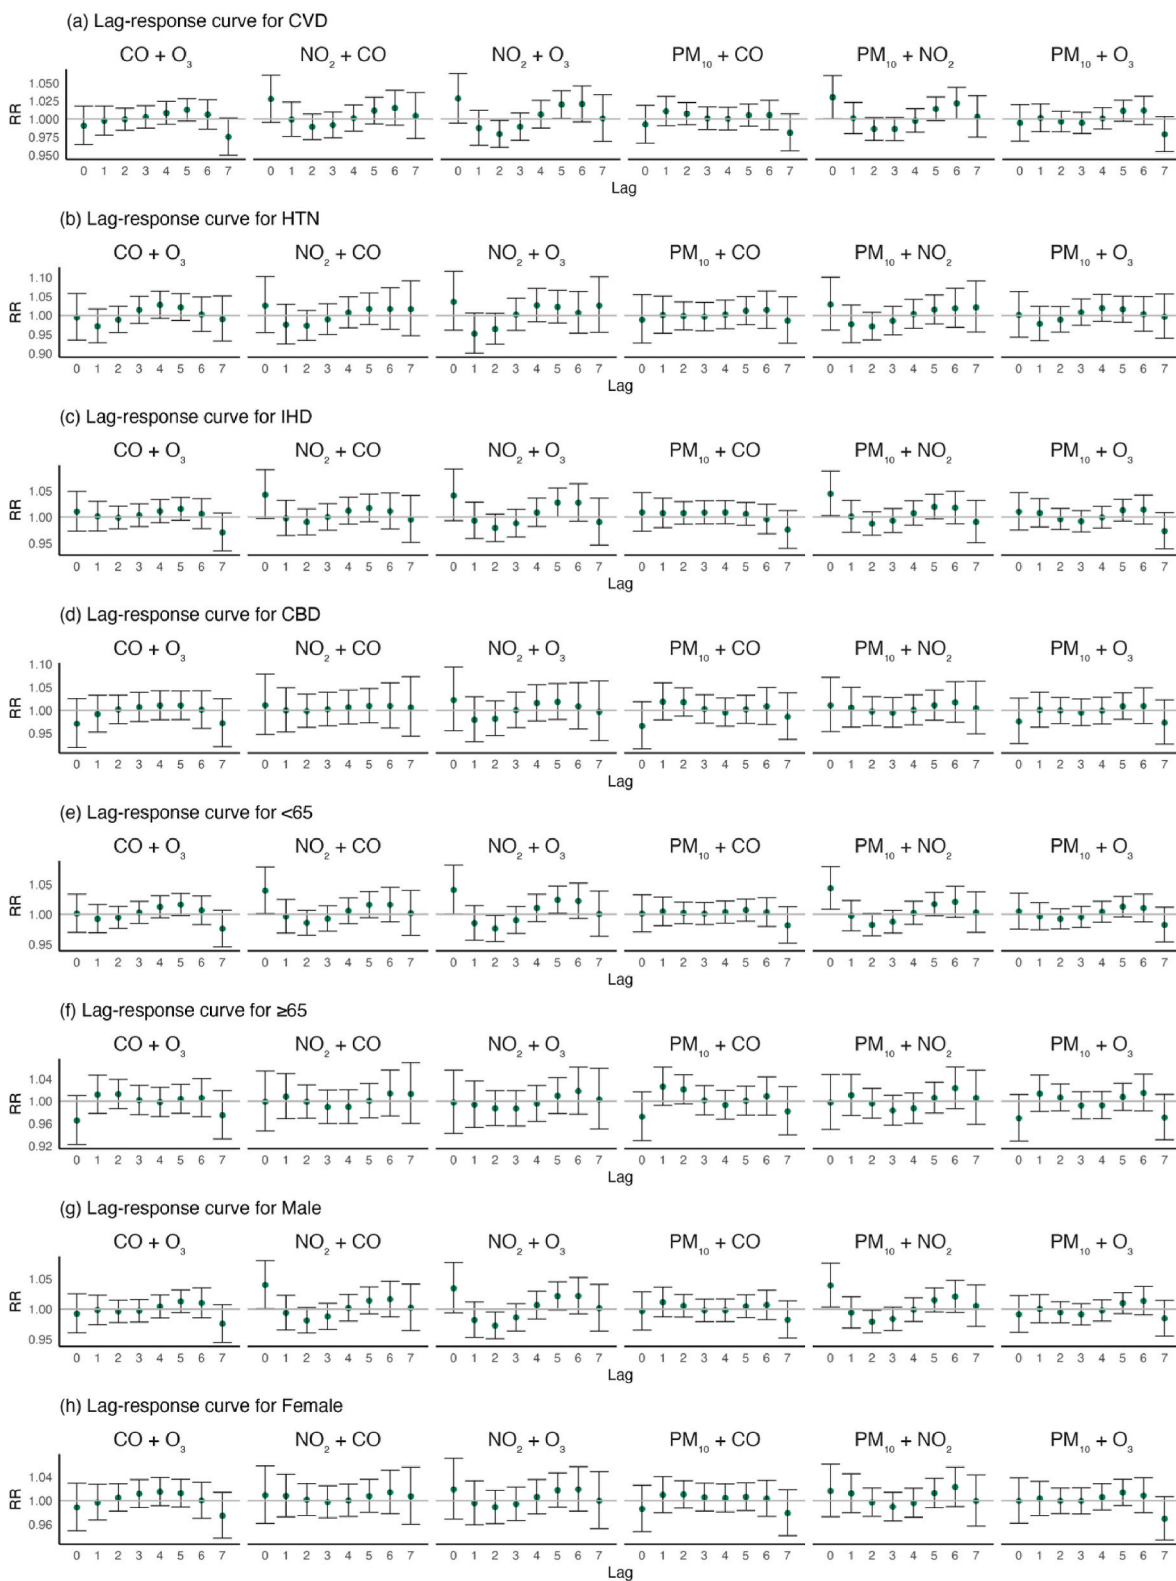 (a) Lag-response curve for CVD
CO + O₃ NO₂ + CO NO₂ + O₃ PM₁₀ + CO PM₁₀ + NO₂ PM₁₀ + O₃
RR
1.050
1.025
1.000
0.975
0.950
0 1 2 3 4 5 6 7 0 1 2 3 4 5 6 7 0 1 2 3 4 5 6 7 0 1 2 3 4 5 6 7 0 1 2 3 4 5 6 7 0 1 2 3 4 5 6 7
Lag
(b) Lag-response curve for HTN
CO + O₃ NO₂ + CO NO₂ + O₃ PM₁₀ + CO PM₁₀ + NO₂ PM₁₀ + O₃
RR
1.10
1.05
1.00
0.95
0.90
0 1 2 3 4 5 6 7 0 1 2 3 4 5 6 7 0 1 2 3 4 5 6 7 0 1 2 3 4 5 6 7 0 1 2 3 4 5 6 7 0 1 2 3 4 5 6 7
Lag
(c) Lag-response curve for IHD
CO + O₃ NO₂ + CO NO₂ + O₃ PM₁₀ + CO PM₁₀ + NO₂ PM₁₀ + O₃
RR
1.05
1.00
0.95
0 1 2 3 4 5 6 7 0 1 2 3 4 5 6 7 0 1 2 3 4 5 6 7 0 1 2 3 4 5 6 7 0 1 2 3 4 5 6 7 0 1 2 3 4 5 6 7
Lag
(d) Lag-response curve for CBD
CO + O₃ NO₂ + CO NO₂ + O₃ PM₁₀ + CO PM₁₀ + NO₂ PM₁₀ + O₃
RR
1.10
1.05
1.00
0.95
0 1 2 3 4 5 6 7 0 1 2 3 4 5 6 7 0 1 2 3 4 5 6 7 0 1 2 3 4 5 6 7 0 1 2 3 4 5 6 7 0 1 2 3 4 5 6 7
Lag
(e) Lag-response curve for <65
CO + O₃ NO₂ + CO NO₂ + O₃ PM₁₀ + CO PM₁₀ + NO₂ PM₁₀ + O₃
RR
1.05
1.00
0.95
0 1 2 3 4 5 6 7 0 1 2 3 4 5 6 7 0 1 2 3 4 5 6 7 0 1 2 3 4 5 6 7 0 1 2 3 4 5 6 7 0 1 2 3 4 5 6 7
Lag
(f) Lag-response curve for ≥65
CO + O₃ NO₂ + CO NO₂ + O₃ PM₁₀ + CO PM₁₀ + NO₂ PM₁₀ + O₃
RR
1.04
1.00
0.96
0.92
0 1 2 3 4 5 6 7 0 1 2 3 4 5 6 7 0 1 2 3 4 5 6 7 0 1 2 3 4 5 6 7 0 1 2 3 4 5 6 7 0 1 2 3 4 5 6 7
Lag
(g) Lag-response curve for Male
CO + O₃ NO₂ + CO NO₂ + O₃ PM₁₀ + CO PM₁₀ + NO₂ PM₁₀ + O₃
RR
1.05
1.00
0.95
0 1 2 3 4 5 6 7 0 1 2 3 4 5 6 7 0 1 2 3 4 5 6 7 0 1 2 3 4 5 6 7 0 1 2 3 4 5 6 7 0 1 2 3 4 5 6 7
Lag
(h) Lag-response curve for Female
CO + O₃ NO₂ + CO NO₂ + O₃ PM₁₀ + CO PM₁₀ + NO₂ PM₁₀ + O₃
RR
1.04
1.00
0.96
0 1 2 3 4 5 6 7 0 1 2 3 4 5 6 7 0 1 2 3 4 5 6 7 0 1 2 3 4 5 6 7 0 1 2 3 4 5 6 7 0 1 2 3 4 5 6 7
Lag